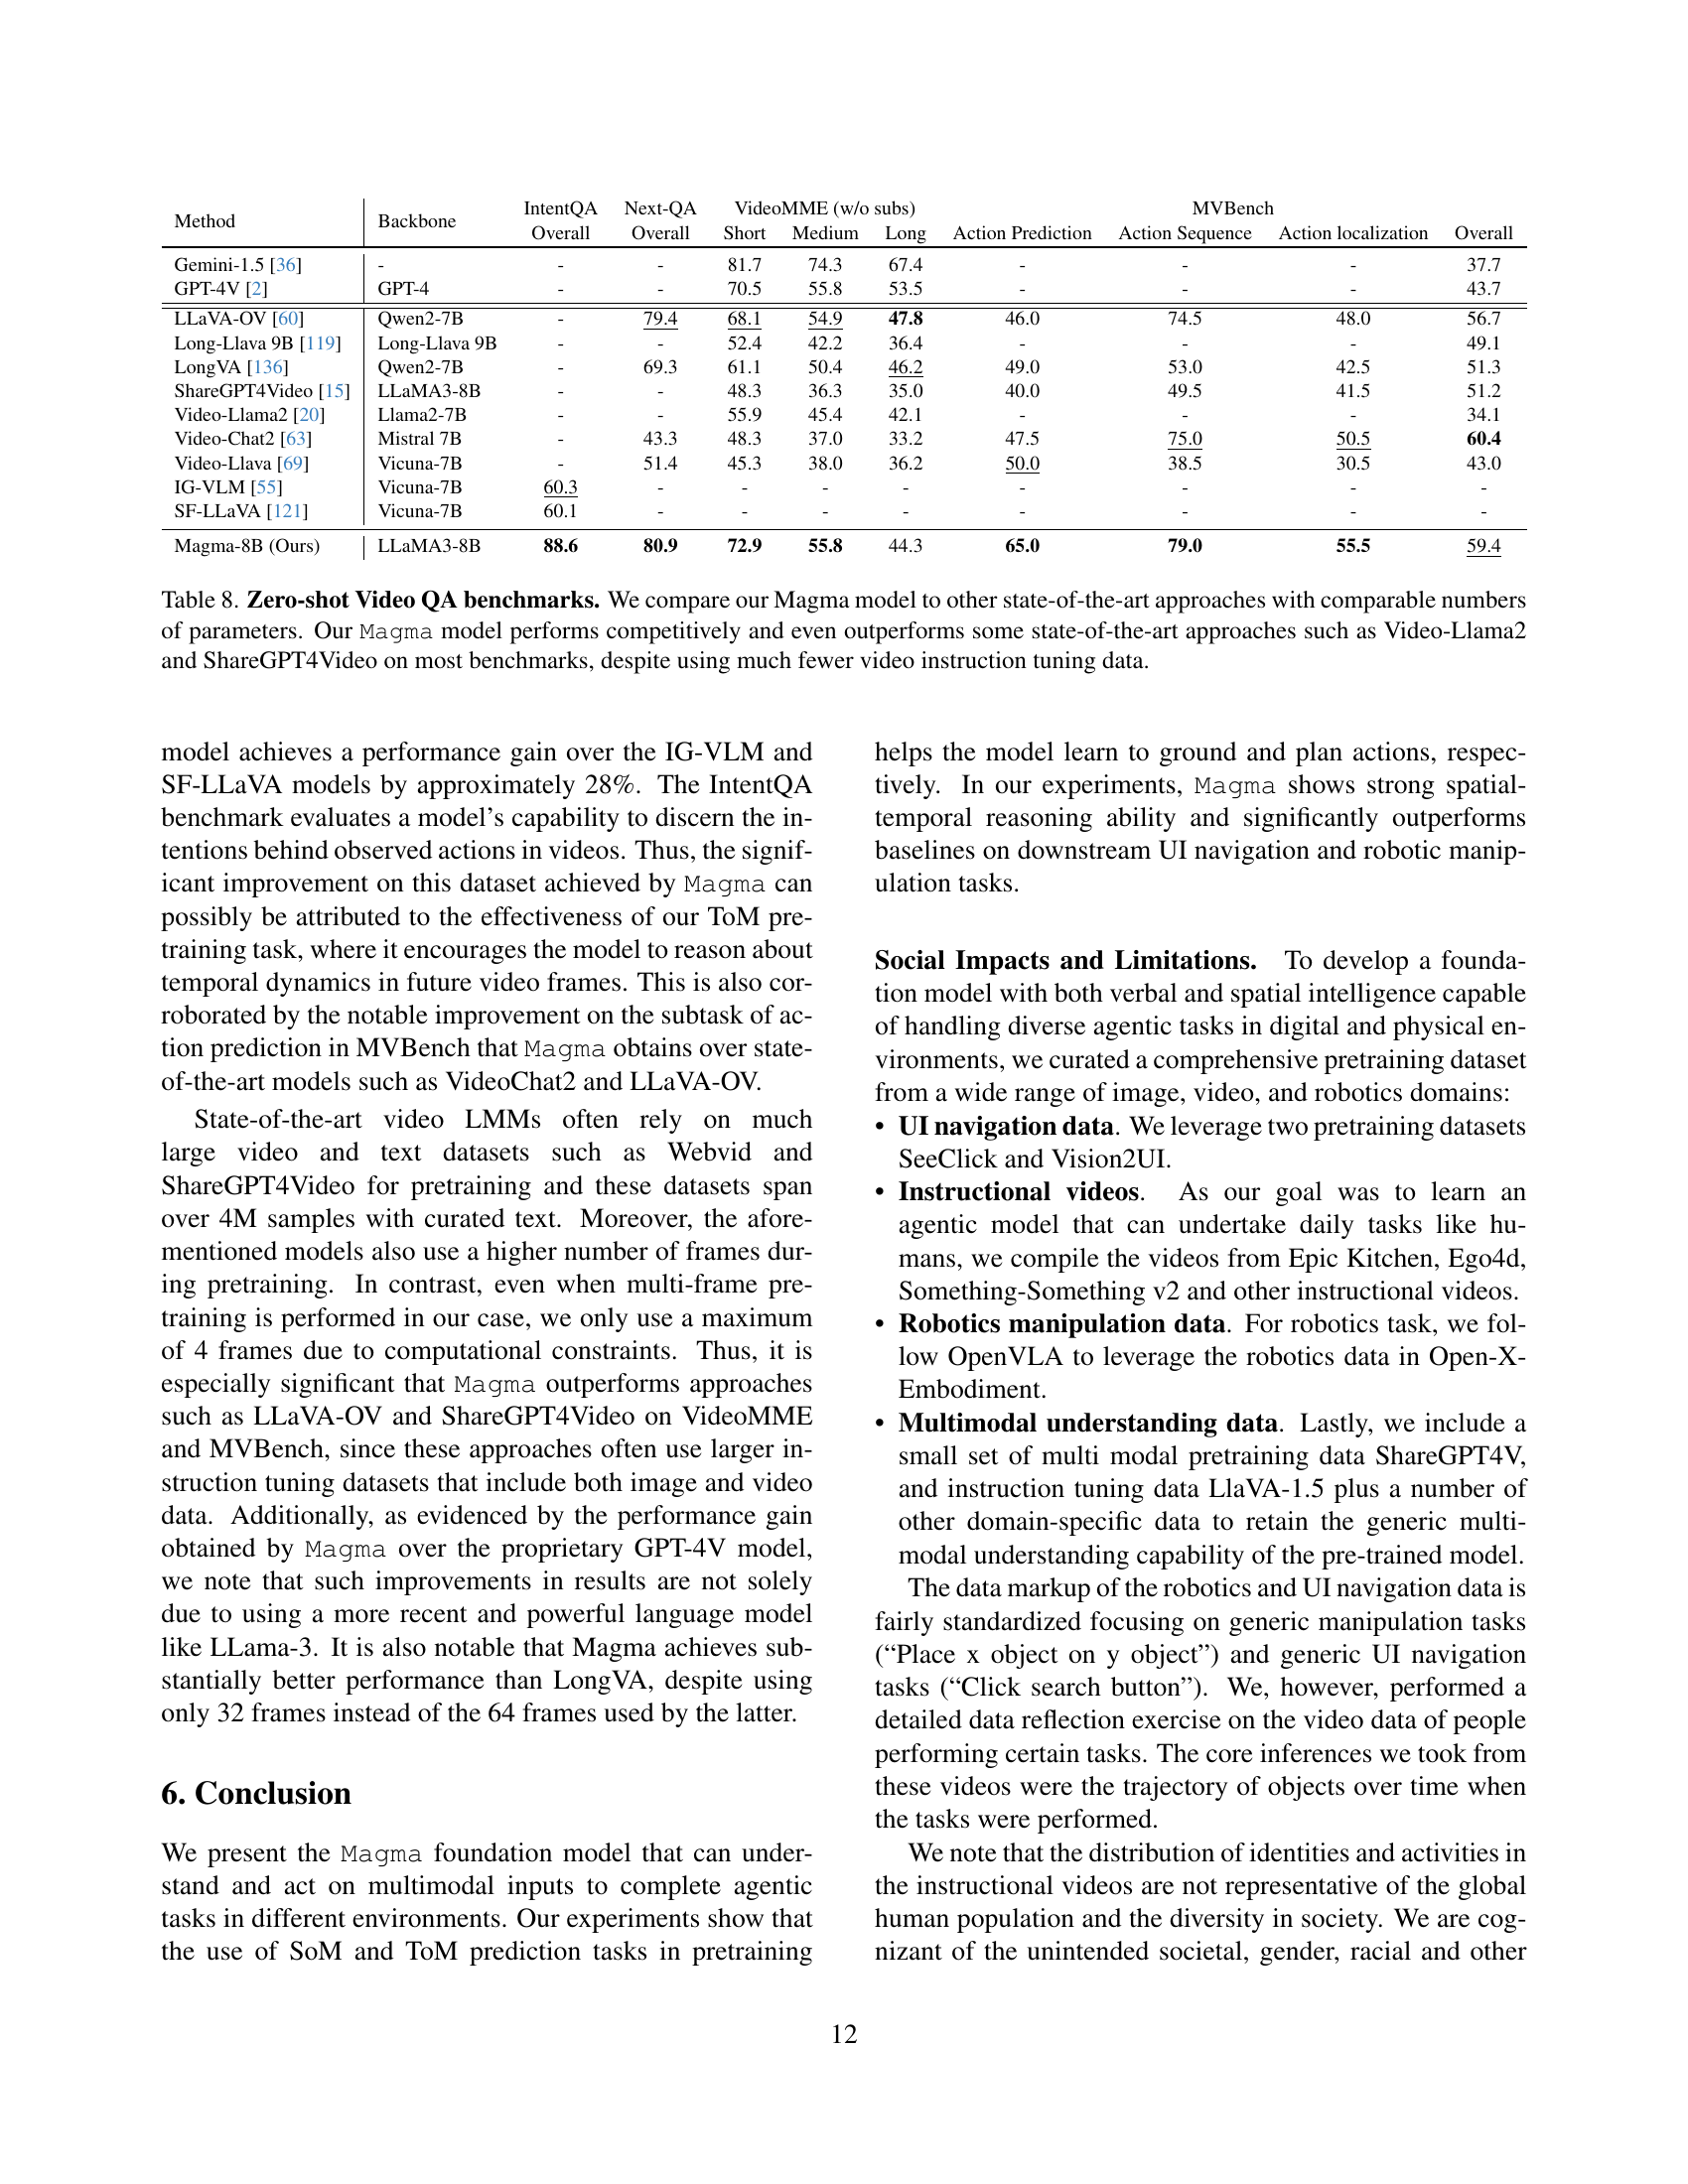 Method Backbone IntentQA Next-QA VideoMME (w/o subs) MVBench
Overall Overall Short Medium Long Action Prediction Action Sequence Action localization Overall
Gemini-1.5 [36] - - - 81.7 74.3 67.4 - - - 37.7
GPT-4V [2] GPT-4 - - 70.5 55.8 53.5 - - - 43.7
LLaVA-OV [60] Qwen2-7B - 79.4 68.1 54.9 47.8 46.0 74.5 48.0 56.7
Long-Llava 9B [119] Long-Llava 9B - - 52.4 42.2 36.4 - - - 49.1
LongVA [136] Qwen2-7B - 69.3 61.1 50.4 46.2 49.0 53.0 42.5 51.3
ShareGPT4Video [15] LLaMA3-8B - - 48.3 36.3 35.0 40.0 49.5 41.5 51.2
Video-Llama2 [20] Llama2-7B - - 55.9 45.4 42.1 - - - 34.1
Video-Chat2 [63] Mistral 7B - 43.3 48.3 37.0 33.2 47.5 75.0 50.5 60.4
Video-Llava [69] Vicuna-7B - 51.4 45.3 38.0 36.2 50.0 38.5 30.5 43.0
IG-VLM [55] Vicuna-7B 60.3 - - - - - - - -
SF-LLaVA [121] Vicuna-7B 60.1 - - - - - - - -
Magma-8B (Ours) LLaMA3-8B 88.6 80.9 72.9 55.8 44.3 65.0 79.0 55.5 59.4
Table 8. Zero-shot Video QA benchmarks. We compare our Magma model to other state-of-the-art approaches with comparable numbers
of parameters. Our Magma model performs competitively and even outperforms some state-of-the-art approaches such as Video-Llama2
and ShareGPT4Video on most benchmarks, despite using much fewer video instruction tuning data.
model achieves a performance gain over the IG-VLM and
SF-LLaVA models by approximately 28%. The IntentQA
benchmark evaluates a model's capability to discern the in-
tentions behind observed actions in videos. Thus, the signif-
icant improvement on this dataset achieved by Magma can
possibly be attributed to the effectiveness of our ToM pre-
training task, where it encourages the model to reason about
temporal dynamics in future video frames. This is also cor-
roborated by the notable improvement on the subtask of ac-
tion prediction in MVBench that Magma obtains over state-
of-the-art models such as VideoChat2 and LLaVA-OV.
State-of-the-art video LMMs often rely on much
large video and text datasets such as Webvid and
ShareGPT4Video for pretraining and these datasets span
over 4M samples with curated text. Moreover, the afore-
mentioned models also use a higher number of frames dur-
ing pretraining. In contrast, even when multi-frame pre-
training is performed in our case, we only use a maximum
of 4 frames due to computational constraints. Thus, it is
especially significant that Magma outperforms approaches
such as LLaVA-OV and ShareGPT4Video on VideoMME
and MVBench, since these approaches often use larger in-
struction tuning datasets that include both image and video
data. Additionally, as evidenced by the performance gain
obtained by Magma over the proprietary GPT-4V model,
we note that such improvements in results are not solely
due to using a more recent and powerful language model
like LLama-3. It is also notable that Magma achieves sub-
stantially better performance than LongVA, despite using
only 32 frames instead of the 64 frames used by the latter.
6. Conclusion
We present the Magma foundation model that can under-
stand and act on multimodal inputs to complete agentic
tasks in different environments. Our experiments show that
the use of SoM and ToM prediction tasks in pretraining
helps the model learn to ground and plan actions, respec-
tively. In our experiments, Magma shows strong spatial-
temporal reasoning ability and significantly outperforms
baselines on downstream UI navigation and robotic manip-
ulation tasks.
Social Impacts and Limitations. To develop a founda-
tion model with both verbal and spatial intelligence capable
of handling diverse agentic tasks in digital and physical en-
vironments, we curated a comprehensive pretraining dataset
from a wide range of image, video, and robotics domains:
• UI navigation data. We leverage two pretraining datasets
SeeClick and Vision2UI.
• Instructional videos. As our goal was to learn an
agentic model that can undertake daily tasks like hu-
mans, we compile the videos from Epic Kitchen, Ego4d,
Something-Something v2 and other instructional videos.
• Robotics manipulation data. For robotics task, we fol-
low OpenVLA to leverage the robotics data in Open-X-
Embodiment.
• Multimodal understanding data. Lastly, we include a
small set of multi modal pretraining data ShareGPT4V,
and instruction tuning data LlaVA-1.5 plus a number of
other domain-specific data to retain the generic multi-
modal understanding capability of the pre-trained model.
The data markup of the robotics and UI navigation data is
fairly standardized focusing on generic manipulation tasks
(“Place x object on y object”) and generic UI navigation
tasks (“Click search button”). We, however, performed a
detailed data reflection exercise on the video data of people
performing certain tasks. The core inferences we took from
these videos were the trajectory of objects over time when
the tasks were performed.
We note that the distribution of identities and activities in
the instructional videos are not representative of the global
human population and the diversity in society. We are cog-
nizant of the unintended societal, gender, racial and other
12